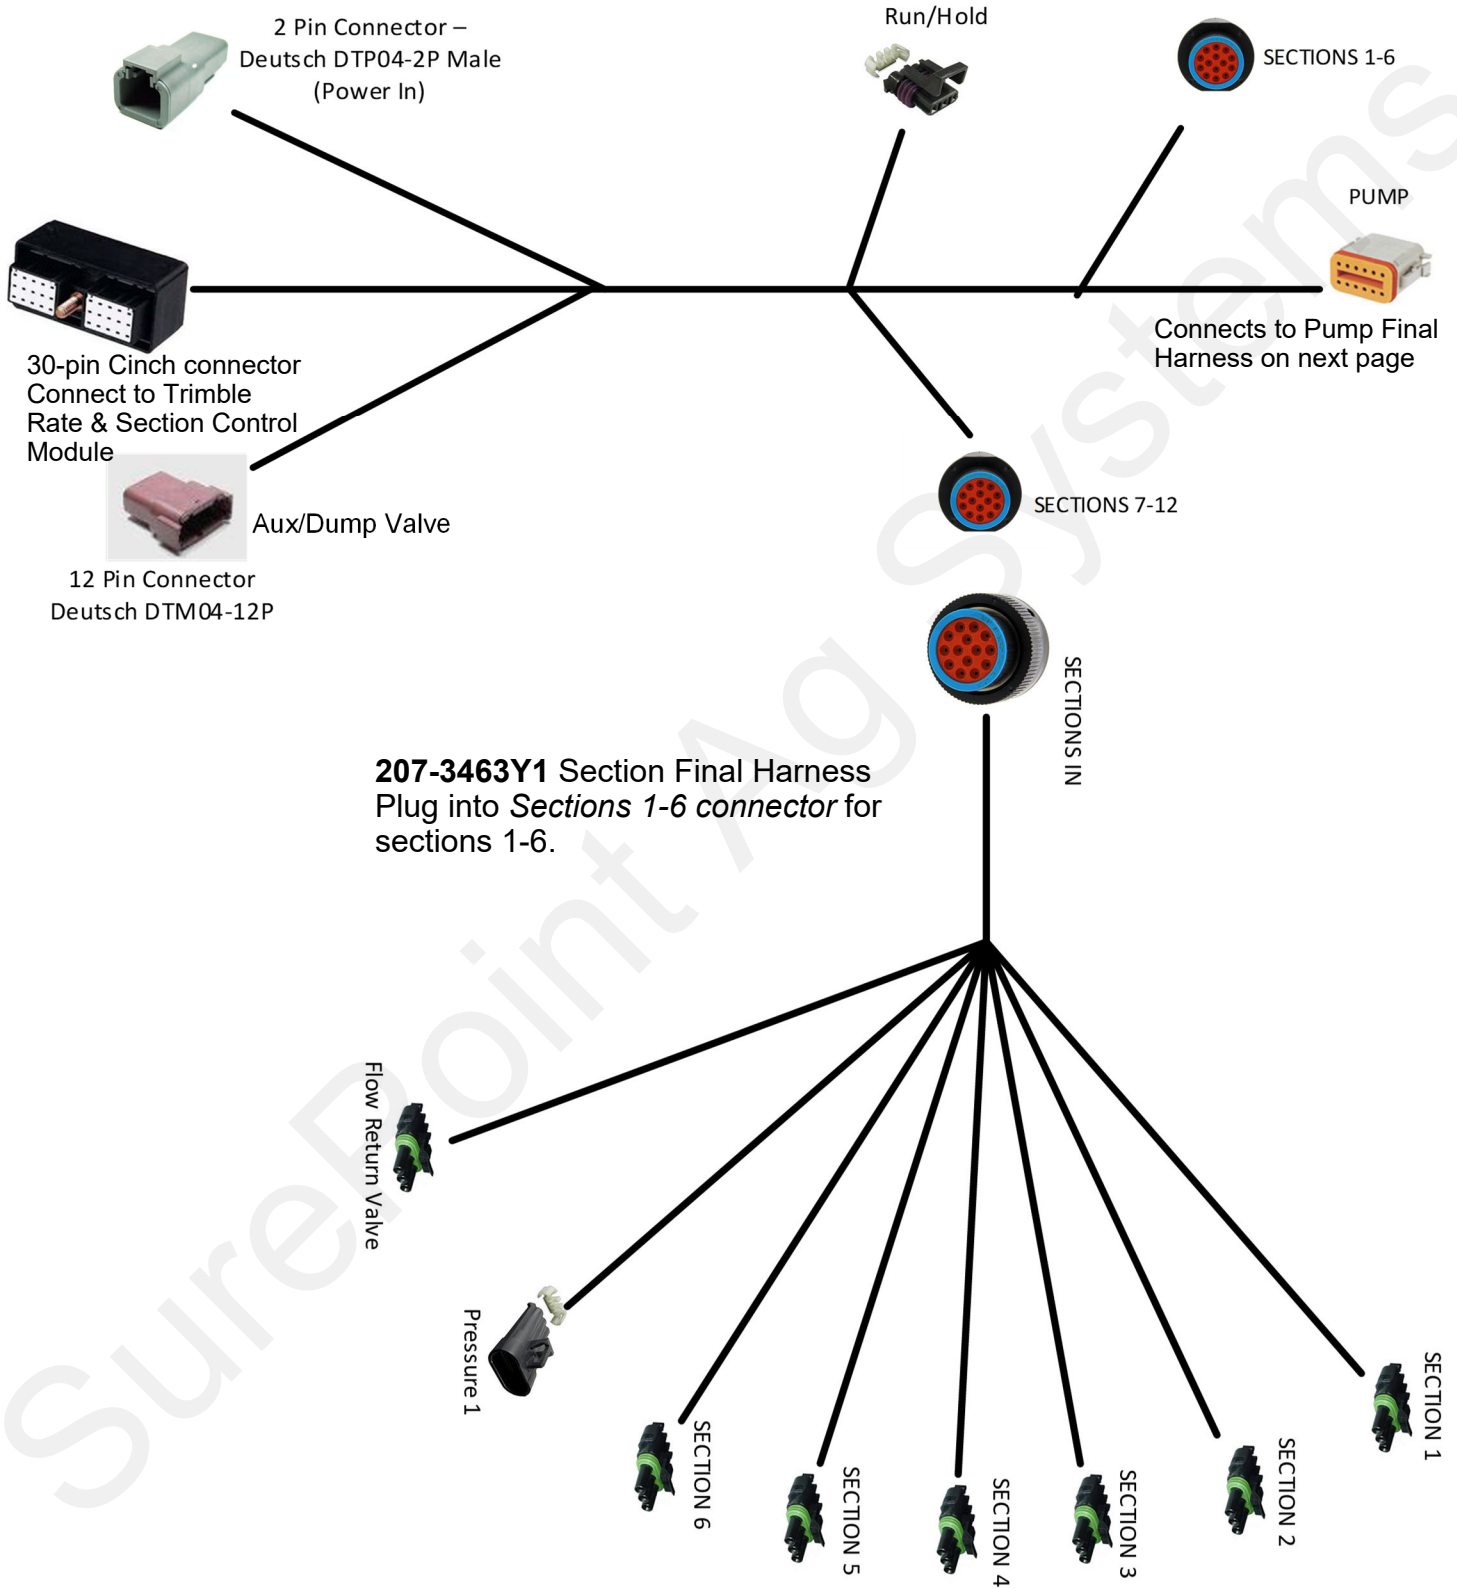 2 Pin Connector –
Deutsch DTP04-2P Male
(Power In)
Run/Hold
SECTIONS 1-6
PUMP
Connects to Pump Final
Harness on next page
30-pin Cinch connector
Connect to Trimble
Rate & Section Control
Module
Aux/Dump Valve
12 Pin Connector
Deutsch DTM04-12P
SECTIONS 7-12
SECTIONS IN
207-3463Y1 Section Final Harness
Plug into Sections 1-6 connector for
sections 1-6.
Flow Return Valve
Pressure 1
SECTION 6
SECTION 5
SECTION 4
SECTION 3
SECTION 2
SECTION 1
SurePoint Ag Systems